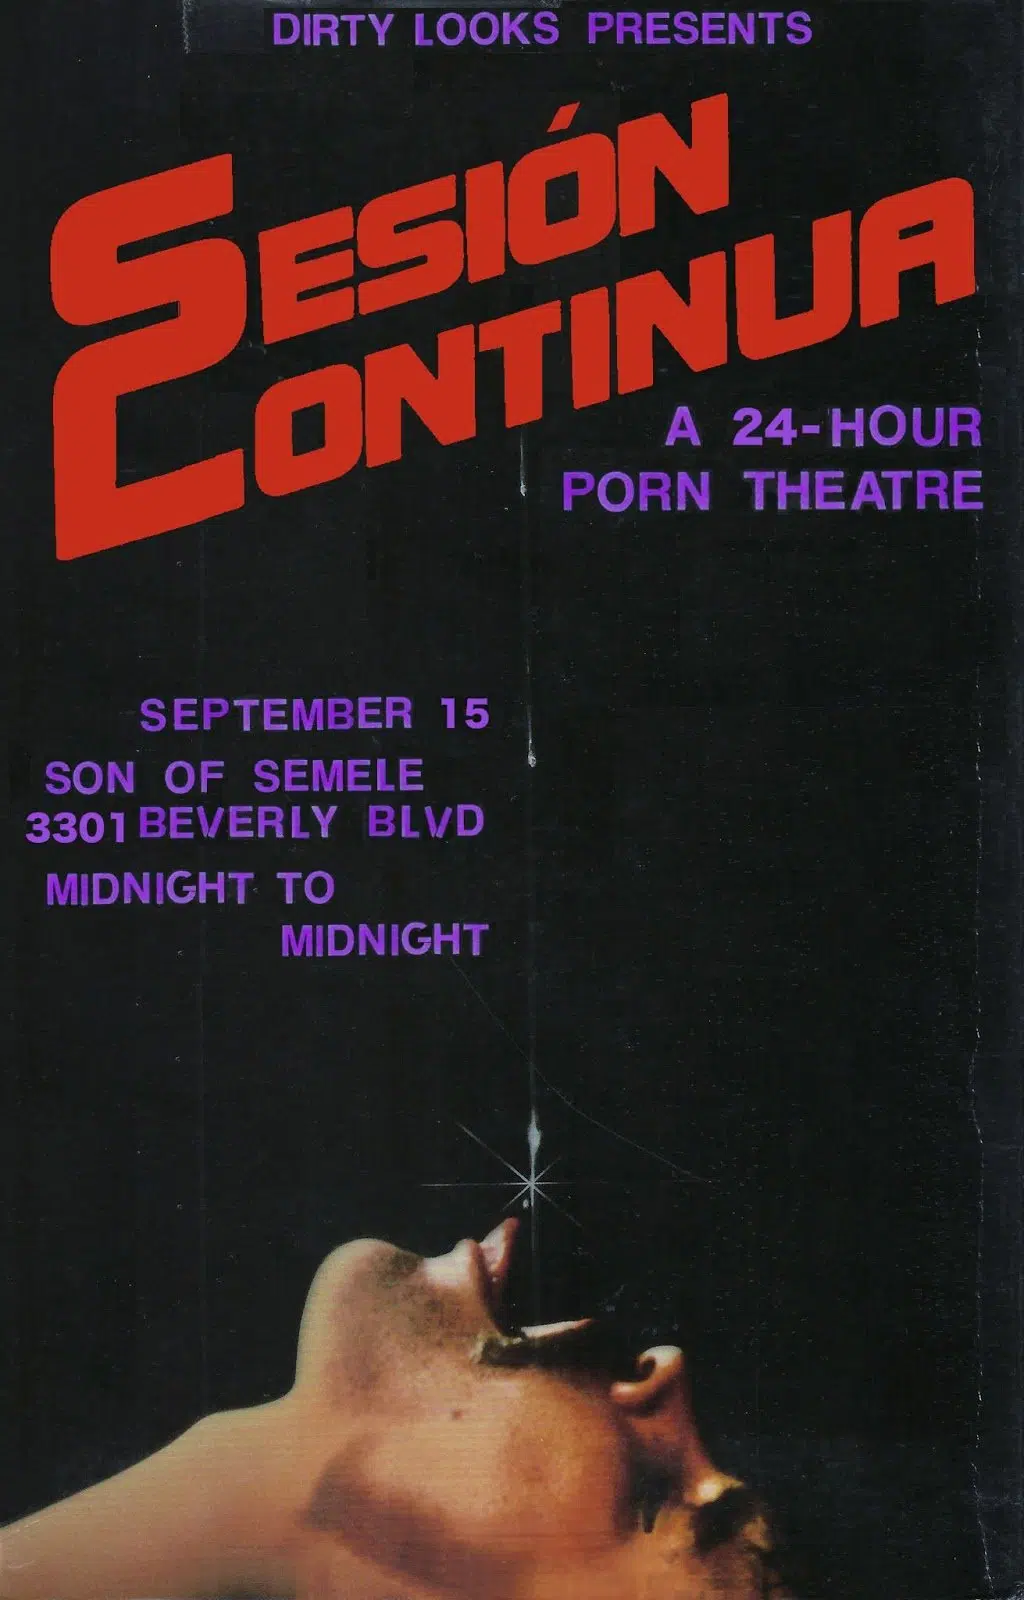 DIRTY LOOKS PRESENTS
SESIÓN
CONTINUA
A 24-HOUR
PORN THEATRE
SEPTEMBER 15
SON OF SEMELE
3301 BEVERLY BLVD
MIDNIGHT TO
MIDNIGHT